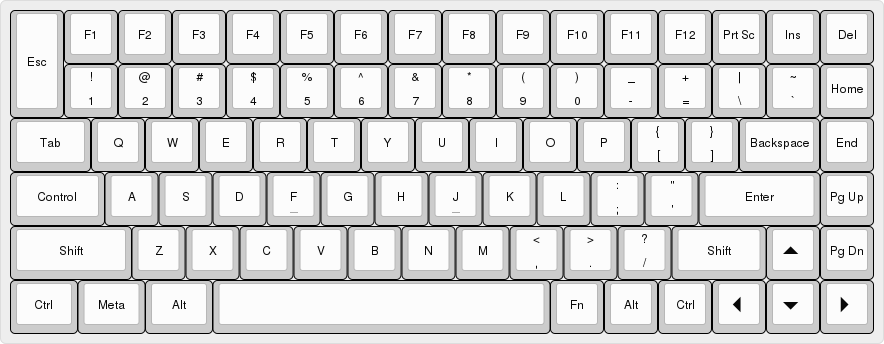 Esc F1 F2 F3 F4 F5 F6 F7 F8 F9 F10 F11 F12 Prt Sc Ins Del
! @ # $ % ^ & * ( ) _ + | ~ Home
1 2 3 4 5 6 7 8 9 0 - = \ `
Tab Q W E R T Y U I O P { } Backspace End
[ ]
Control A S D F G H J K L : " Enter Pg Up
_ _ ; '
Shift Z X C V B N M < > ? Shift ▲ Pg Dn
, . /
Ctrl Meta Alt Fn Alt Ctrl ◀ ▼ ▶